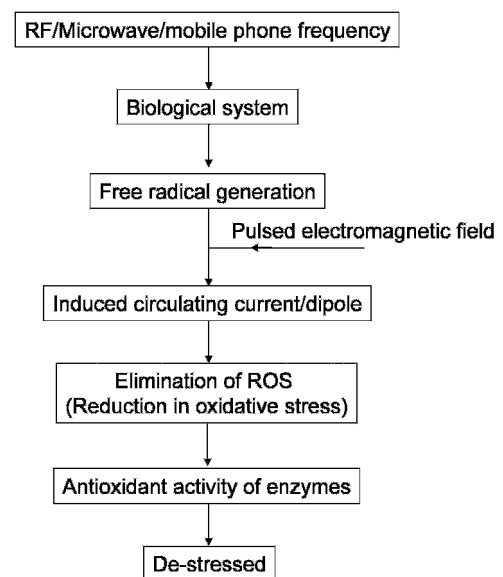 RF/Microwave/mobile phone frequency
Biological system
Free radical generation
Pulsed electromagnetic field
Induced circulating current/dipole
Elimination of ROS
(Reduction in oxidative stress)
Antioxidant activity of enzymes
De-stressed